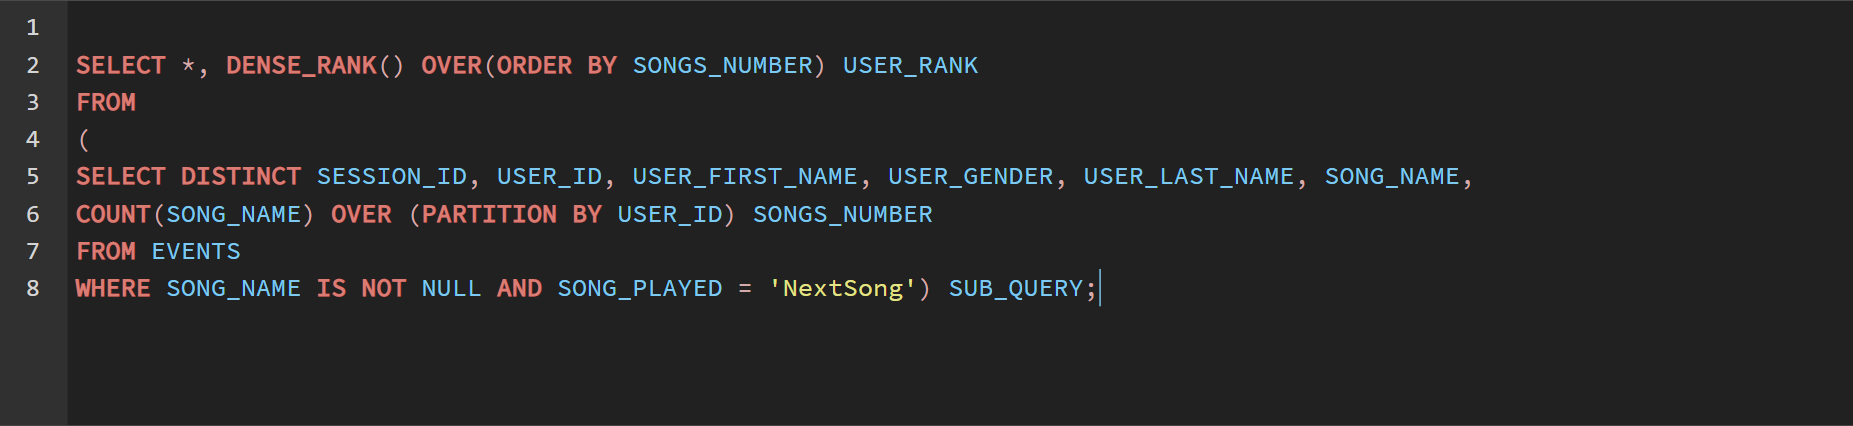 1
2 SELECT *, DENSE_RANK() OVER(ORDER BY SONGS_NUMBER) USER_RANK
3 FROM
4 (
5 SELECT DISTINCT SESSION_ID, USER_ID, USER_FIRST_NAME, USER_GENDER, USER_LAST_NAME, SONG_NAME,
6 COUNT(SONG_NAME) OVER (PARTITION BY USER_ID) SONGS_NUMBER
7 FROM EVENTS
8 WHERE SONG_NAME IS NOT NULL AND SONG_PLAYED = 'NextSong') SUB_QUERY;